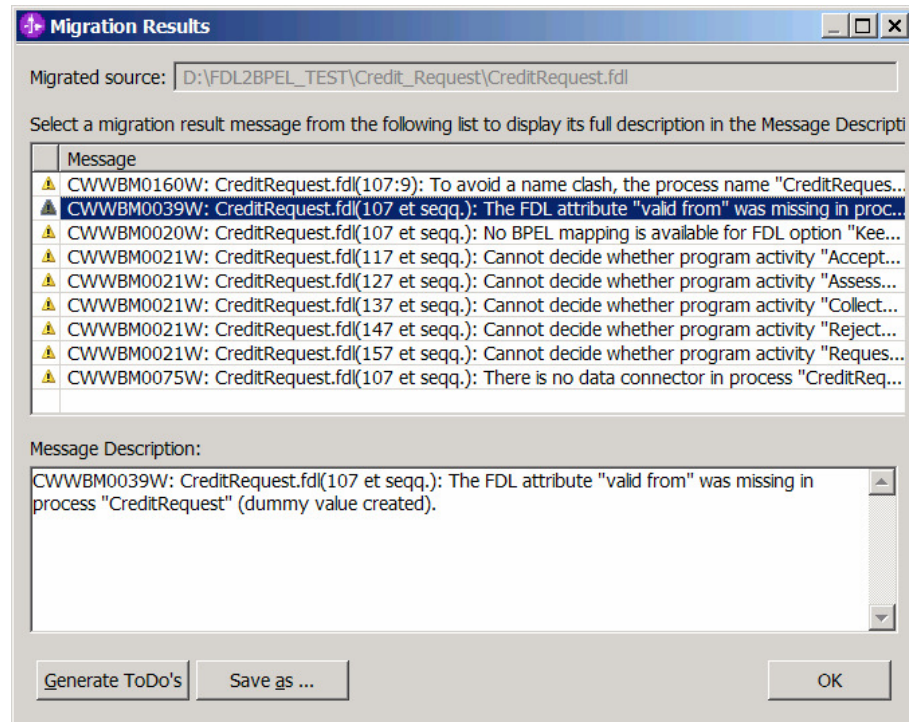 Migration Results
Migrated source: D:\FDL2BPEL_TEST\Credit_Request\CreditRequest.fdl
Select a migration result message from the following list to display its full description in the Message Descripti
Message
CWWBM0160W: CreditRequest.fdl(107:9): To avoid a name clash, the process name "CreditReques...
CWWBM0039W: CreditRequest.fdl(107 et seqq.): The FDL attribute "valid from" was missing in proc...
CWWBM0020W: CreditRequest.fdl(107 et seqq.): No BPEL mapping is available for FDL option "Kee...
CWWBM0021W: CreditRequest.fdl(117 et seqq.): Cannot decide whether program activity "Accept...
CWWBM0021W: CreditRequest.fdl(127 et seqq.): Cannot decide whether program activity "Assess...
CWWBM0021W: CreditRequest.fdl(137 et seqq.): Cannot decide whether program activity "Collect...
CWWBM0021W: CreditRequest.fdl(147 et seqq.): Cannot decide whether program activity "Reject...
CWWBM0021W: CreditRequest.fdl(157 et seqq.): Cannot decide whether program activity "Reques...
CWWBM0075W: CreditRequest.fdl(107 et seqq.): There is no data connector in process "CreditReq...
Message Description:
CWWBM0039W: CreditRequest.fdl(107 et seqq.): The FDL attribute "valid from" was missing in
process "CreditRequest" (dummy value created).
Generate ToDo's Save as ... OK